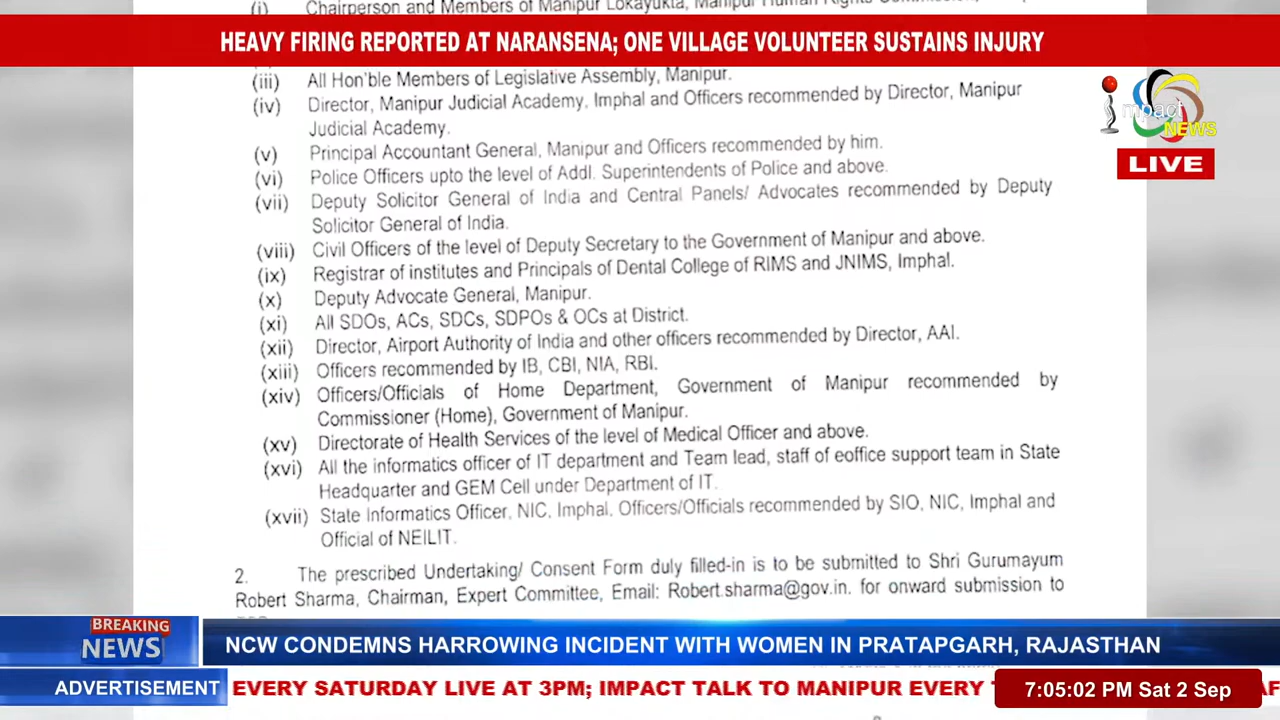 (i) Chairperson and Members of Manipur Lokayukta, Manipur Human Rights Commission,
HEAVY FIRING REPORTED AT NARANSENA; ONE VILLAGE VOLUNTEER SUSTAINS INJURY
(iii) All Hon'ble Members of Legislative Assembly, Manipur.
(iv) Director, Manipur Judicial Academy, Imphal and Officers recommended by Director, Manipur
Judicial Academy.
(v) Principal Accountant General, Manipur and Officers recommended by him.
(vi) Police Officers upto the level of Addl. Superintendents of Police and above.
(vii) Deputy Solicitor General of India and Central Panels/ Advocates recommended by Deputy
Solicitor General of India.
(viii) Civil Officers of the level of Deputy Secretary to the Government of Manipur and above.
(ix) Registrar of institutes and Principals of Dental College of RIMS and JNIMS, Imphal.
(x) Deputy Advocate General, Manipur.
(xi) All SDOs, ACs, SDCs, SDPOs & OCs at District.
(xii) Director, Airport Authority of India and other officers recommended by Director, AAI.
(xiii) Officers recommended by IB, CBI, NIA, RBI.
(xiv) Officers/Officials of Home Department, Government of Manipur recommended by
Commissioner (Home), Government of Manipur.
(xv) Directorate of Health Services of the level of Medical Officer and above.
(xvi) All the informatics officer of IT department and Team lead, staff of eoffice support team in State
Headquarter and GEM Cell under Department of IT.
(xvii) State Informatics Officer, NIC, Imphal, Officers/Officials recommended by SIO, NIC, Imphal and
Official of NEILIT.
2. The prescribed Undertaking/ Consent Form duly filled-in is to be submitted to Shri Gurumayum
Robert Sharma, Chairman, Expert Committee, Email: Robert.sharma@gov.in. for onward submission to
impact
NEWS
LIVE
BREAKING
NEWS
NCW CONDEMNS HARROWING INCIDENT WITH WOMEN IN PRATAPGARH, RAJASTHAN
ADVERTISEMENT
EVERY SATURDAY LIVE AT 3PM; IMPACT TALK TO MANIPUR EVERY
7:05:02 PM Sat 2 Sep